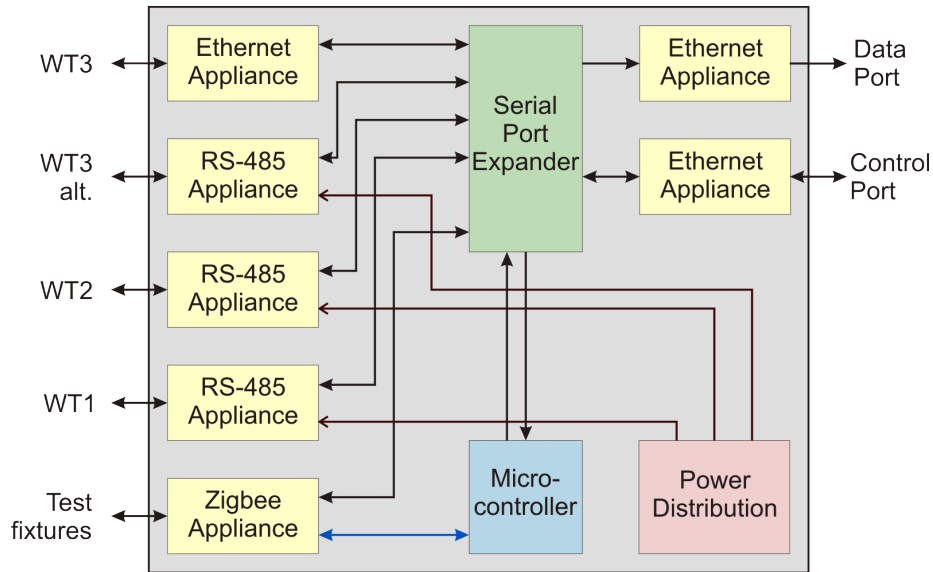 WT3
Ethernet
Appliance
Serial
Port
Expander
Ethernet
Appliance
Data
Port
WT3
alt.
RS-485
Appliance
Ethernet
Appliance
Control
Port
WT2
RS-485
Appliance
WT1
RS-485
Appliance
Test
fixtures
Zigbee
Appliance
Micro-
controller
Power
Distribution